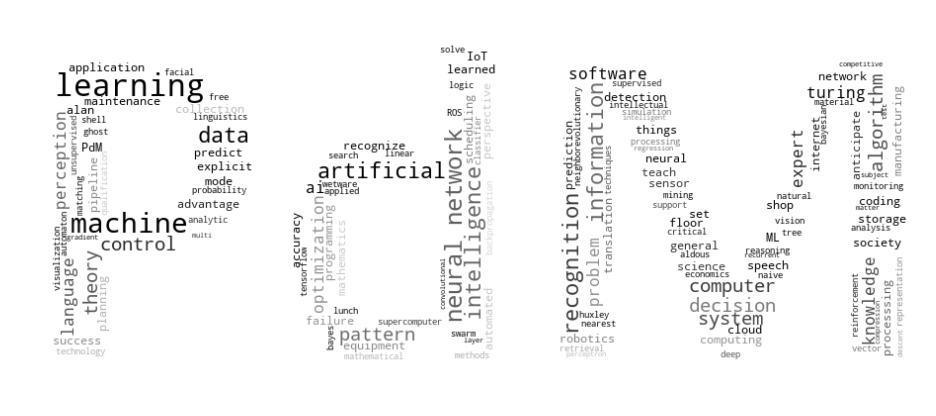 application
facial
learning
free
maintenance
collection
alan
linguistics
shell
unsupervised
perception
ghost
data
PdM
predict
pipeline
qualification
explicit
matching
mode
probability
advantage
machine
analytic
automaton
gradient
multi
control
visualization
theory
language
planning
success
technology
solve
IoT
learned
logic
perspective
ROS
scheduling
classifier
recognize
search
linear
artificial
ai
wetware
applied
neural network
intelligence
backpropagation
accuracy
optimization
programming
mathematics
tensorflow
convolutional
automated
lunch
failure
supercomputer
bayes
pattern
equipment
mathematical
swarm
layer
methods
software
supervised
detection
intellectual
simulation
intelligent
neighbor
evolutionary
prediction
information
things
processing
regression
techniques
neural
teach
sensor
mining
support
recognition
problem
translation
set
floor
critical
general
aldous
science
economics
computer
decision
system
cloud
computing
deep
huxley
nearest
robotics
retrieval
perceptron
competitive
network
turing
material
bayesian
internet
expert
test
algorithm
manufacturing
anticipate
subject
monitoring
natural
shop
vision
tree
ML
reasoning
recurrent
speech
naive
coding
matter
storage
analysis
society
knowledge
reinforcement
compression
processsing
representation
descent
vector